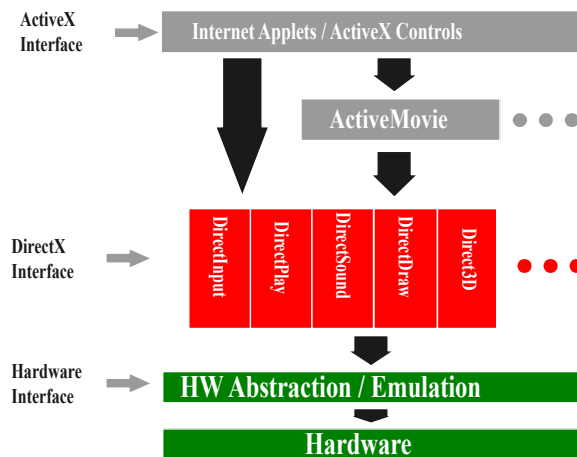 ActiveX
Interface
Internet Applets / ActiveX Controls
ActiveMovie
DirectX
Interface
DirectInput
DirectPlay
DirectSound
DirectDraw
Direct3D
Hardware
Interface
HW Abstraction / Emulation
Hardware